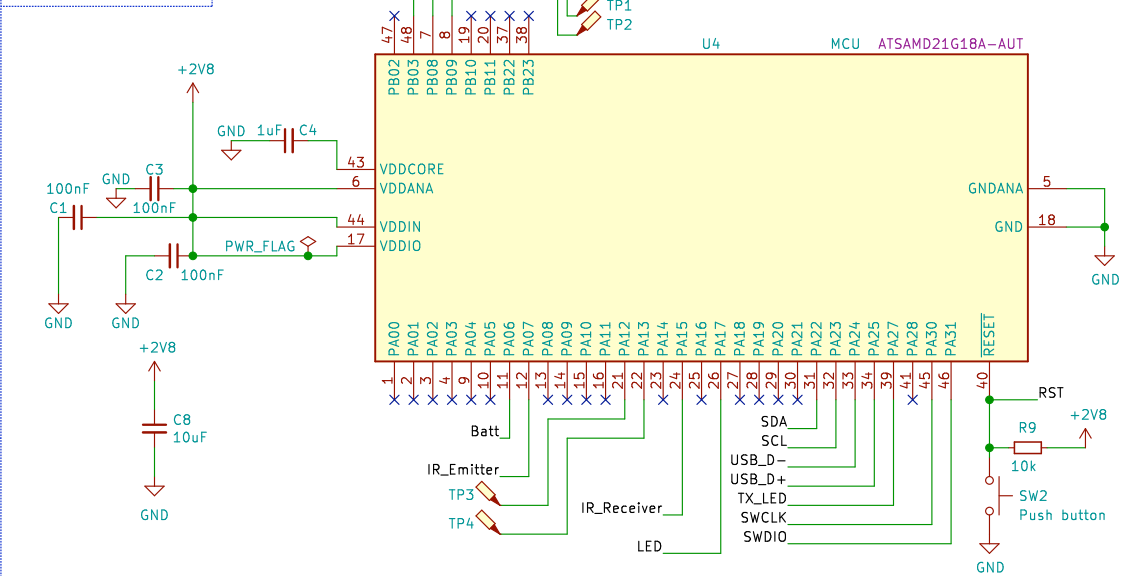 TP1
TP2
47
48
7
8
19
20
37
38
U4
MCU
ATSAMD21G18A-AUT
PB02
PB03
PB08
PB09
PB10
PB11
PB22
PB23
+2V8
GND
1uF
C4
43
VDDCORE
C3
GND
6
VDDANA
GNDANA
5
100nF
100nF
C1
44
VDDIN
GND
18
PWR_FLAG
17
VDDIO
C2
100nF
GND
GND
GND
+2V8
C8
10uF
GND
PA00
PA01
PA02
PA03
PA04
PA05
PA06
PA07
PA08
PA09
PA10
PA11
PA12
PA13
PA14
PA15
PA16
PA17
PA18
PA19
PA20
PA21
PA22
PA23
PA24
PA25
PA27
PA28
PA30
PA31
RESET
1
2
3
4
9
10
11
12
13
14
15
16
21
22
23
24
25
26
27
28
29
30
31
32
33
34
39
41
45
46
40
RST
+2V8
R9
10k
SW2
Push button
GND
Batt
IR_Emitter
TP3
TP4
IR_Receiver
LED
SDA
SCL
USB_D-
USB_D+
TX_LED
SWCLK
SWDIO